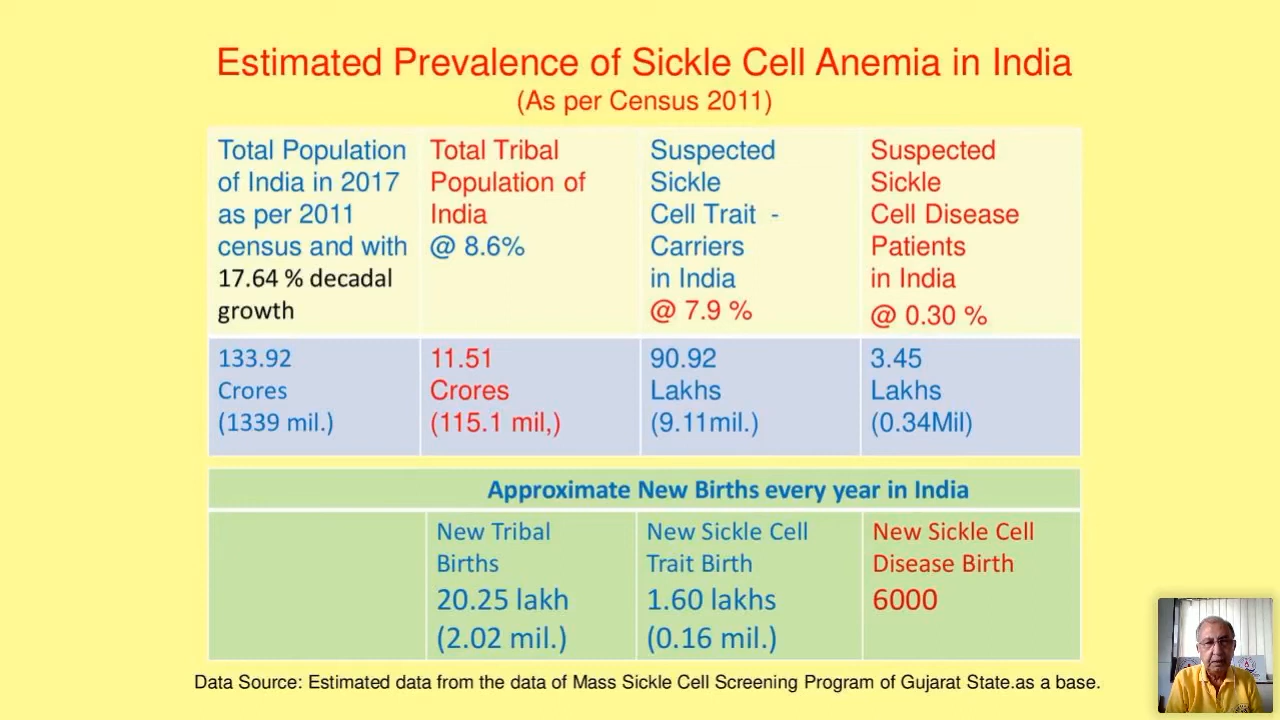 Estimated Prevalence of Sickle Cell Anemia in India
(As per Census 2011)
Total Population
of India in 2017
as per 2011
census and with
17.64 % decadal
growth
Total Tribal
Population of
India
@ 8.6%
Suspected
Sickle
Cell Trait -
Carriers
in India
@ 7.9 %
Suspected
Sickle
Cell Disease
Patients
in India
@ 0.30 %
133.92
Crores
(1339 mil.)
11.51
Crores
(115.1 mil,)
90.92
Lakhs
(9.11mil.)
3.45
Lakhs
(0.34Mil)
Approximate New Births every year in India
New Tribal
Births
20.25 lakh
(2.02 mil.)
New Sickle Cell
Trait Birth
1.60 lakhs
(0.16 mil.)
New Sickle Cell
Disease Birth
6000
Data Source: Estimated data from the data of Mass Sickle Cell Screening Program of Gujarat State.as a base.